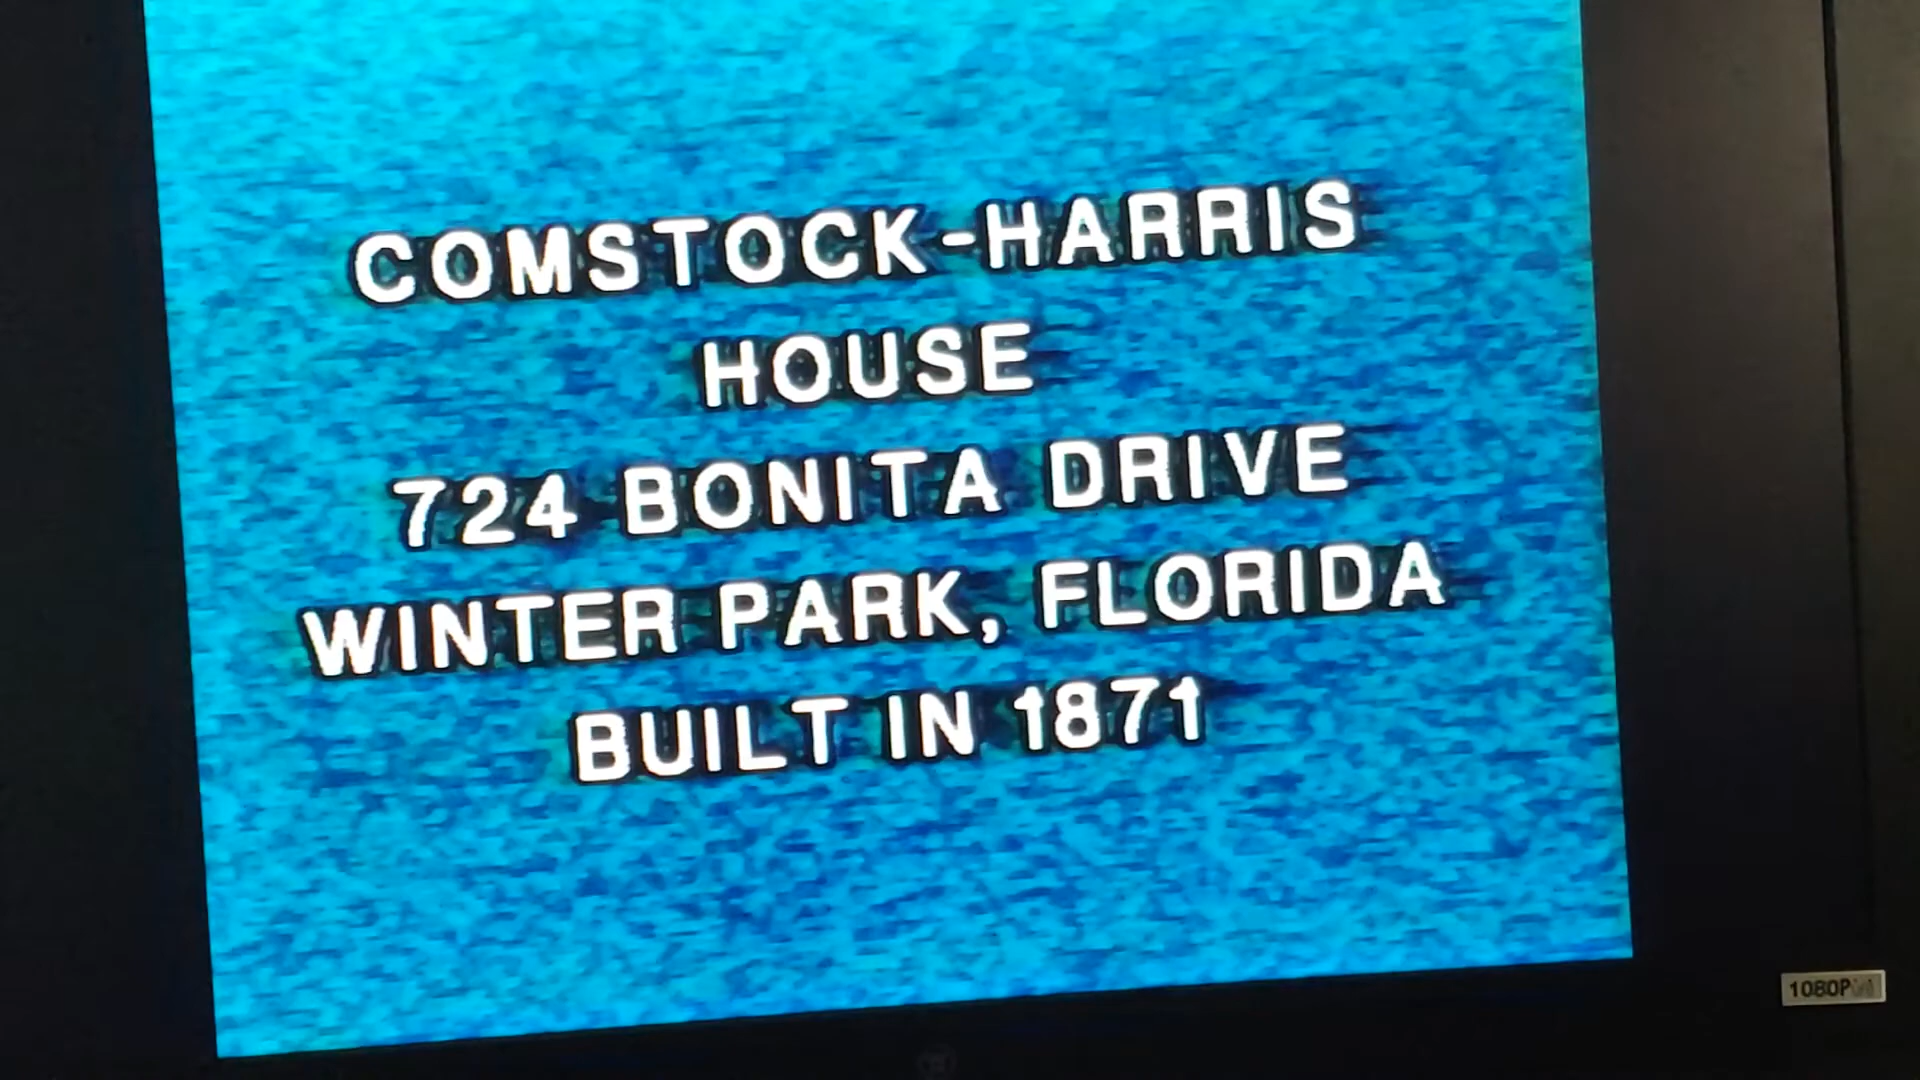 COMSTOCK-HARRIS
HOUSE
724 BONITA DRIVE
WINTER PARK, FLORIDA
BUILT IN 1871
1080P